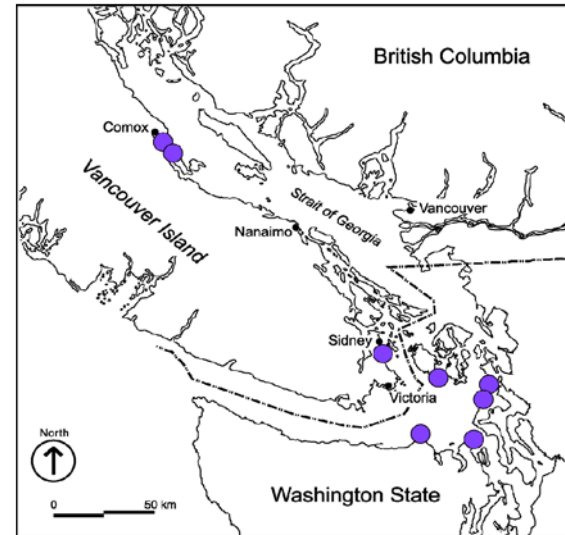 British Columbia
Comox
Vancouver Island
Strait of Georgia
Vancouver
Nanaimo
Sidney
Victoria
North
0 50 km
Washington State